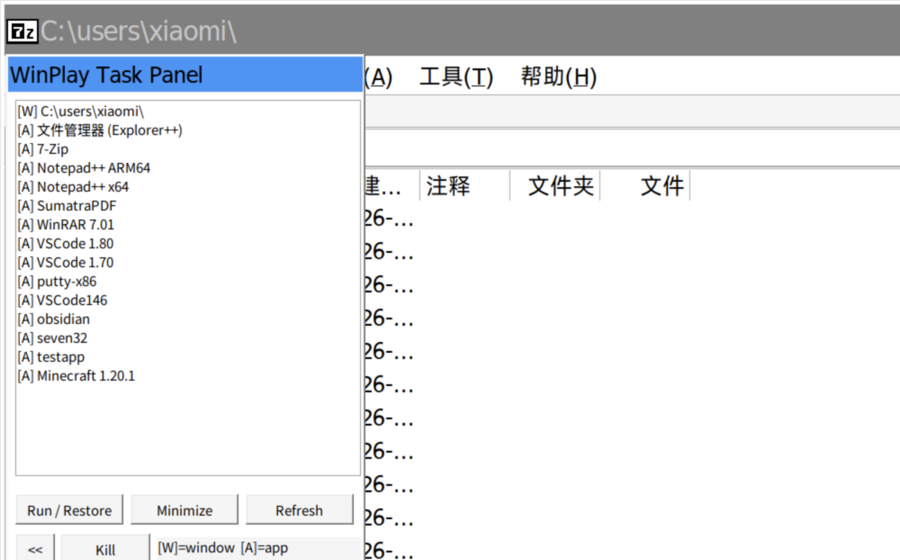 7z C:\users\xiaomi\
WinPlay Task Panel
(A) 工具(T) 帮助(H)
[W] C:\users\xiaomi\
[A] 文件管理器 (Explorer++)
[A] 7-Zip
[A] Notepad++ ARM64
[A] Notepad++ x64
[A] SumatraPDF
[A] WinRAR 7.01
[A] VSCode 1.80
[A] VSCode 1.70
[A] putty-x86
[A] VSCode146
[A] obsidian
[A] seven32
[A] testapp
[A] Minecraft 1.20.1
建... 注释 文件夹 文件
26-...
26-...
26-...
26-...
26-...
26-...
26-...
26-...
26-...
26-...
26-...
Run / Restore Minimize Refresh
<< Kill [W]=window [A]=app